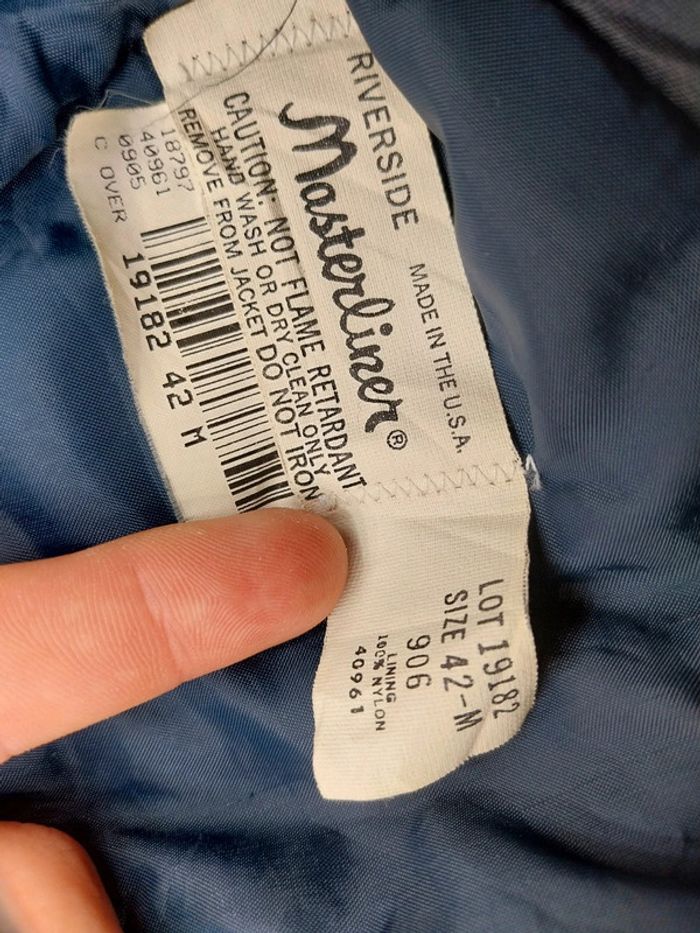 RIVERSIDE MADE IN THE U.S.A.
Masterliner®
CAUTION: NOT FLAME RETARDANT
HAND WASH OR DRY CLEAN ONLY
REMOVE FROM JACKET DO NOT IRON
18797
40961
0905
C OVER
19182 42 M
LOT 19182
SIZE 42-M
906
LINING
100% NYLON
40961